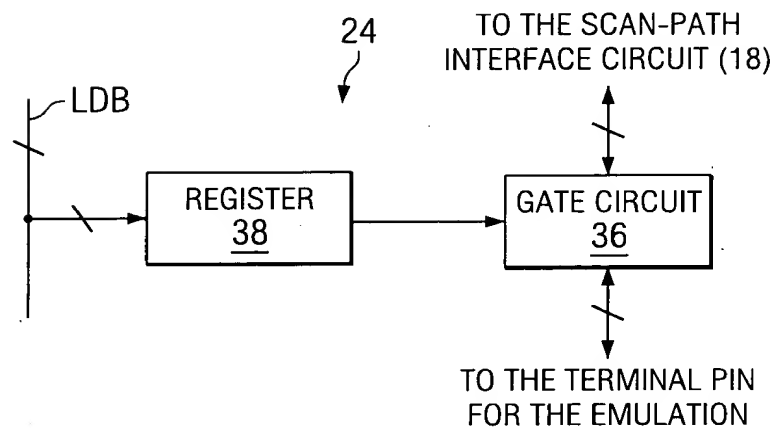 24
TO THE SCAN-PATH
INTERFACE CIRCUIT (18)
LDB
REGISTER
38
GATE CIRCUIT
36
TO THE TERMINAL PIN
FOR THE EMULATION